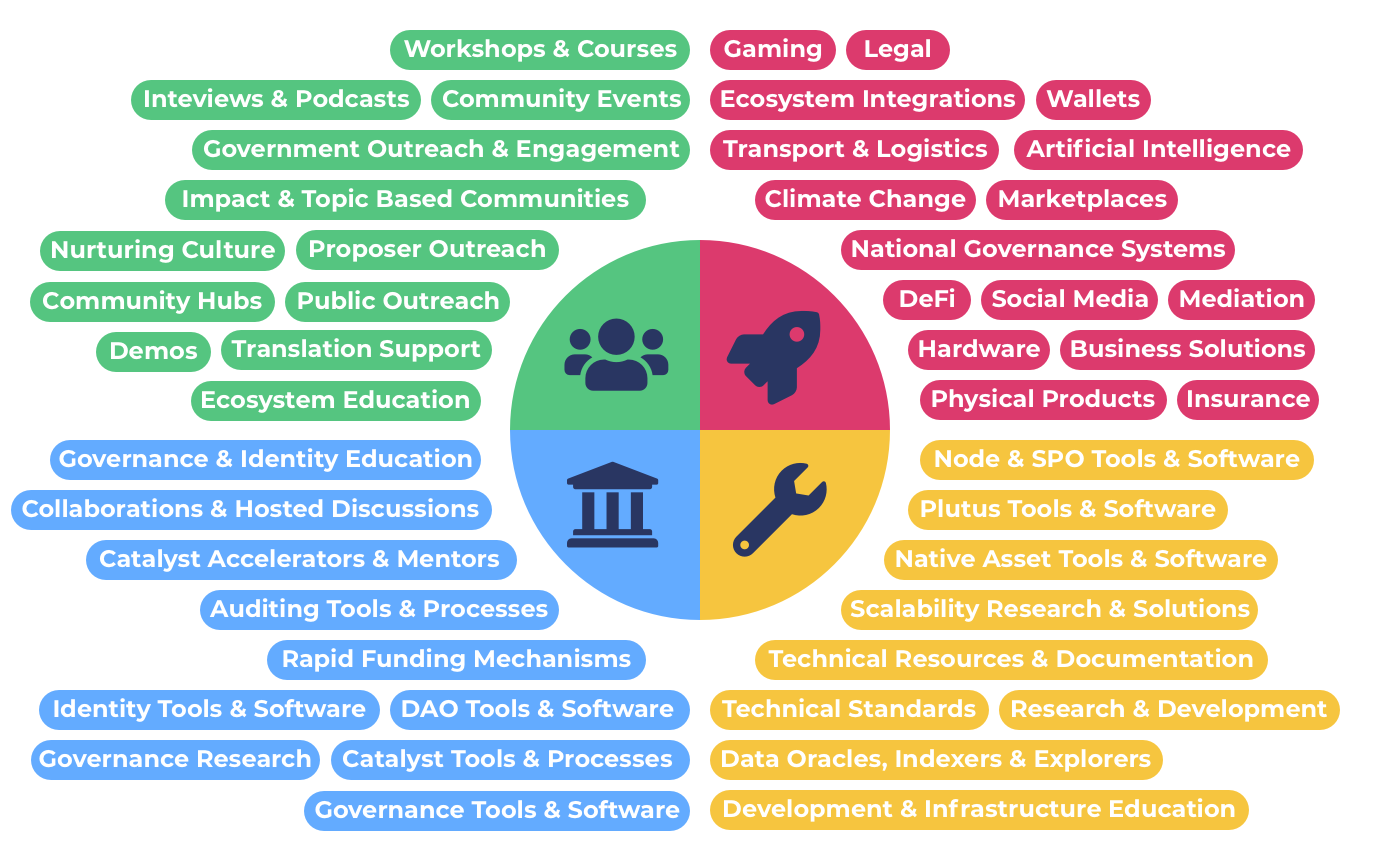 Workshops & Courses
Inteviews & Podcasts Community Events
Government Outreach & Engagement
Impact & Topic Based Communities
Nurturing Culture Proposer Outreach
Community Hubs Public Outreach
Demos Translation Support
Ecosystem Education
Gaming Legal
Ecosystem Integrations Wallets
Transport & Logistics Artificial Intelligence
Climate Change Marketplaces
National Governance Systems
DeFi Social Media Mediation
Hardware Business Solutions
Physical Products Insurance
Governance & Identity Education
Collaborations & Hosted Discussions
Catalyst Accelerators & Mentors
Auditing Tools & Processes
Rapid Funding Mechanisms
Identity Tools & Software DAO Tools & Software
Governance Research Catalyst Tools & Processes
Governance Tools & Software
Node & SPO Tools & Software
Plutus Tools & Software
Native Asset Tools & Software
Scalability Research & Solutions
Technical Resources & Documentation
Technical Standards Research & Development
Data Oracles, Indexers & Explorers
Development & Infrastructure Education